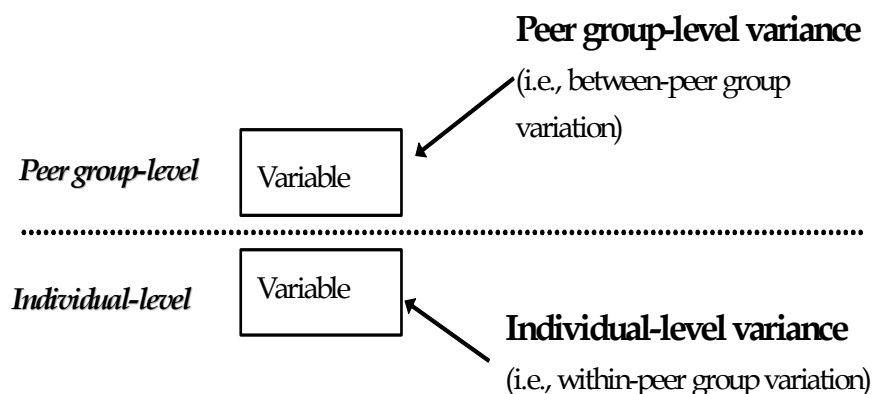 Peer group-level variance
(i.e., between-peer group
variation)
Peer group-level
Variable
Individual-level
Variable
Individual-level variance
(i.e., within-peer group variation)